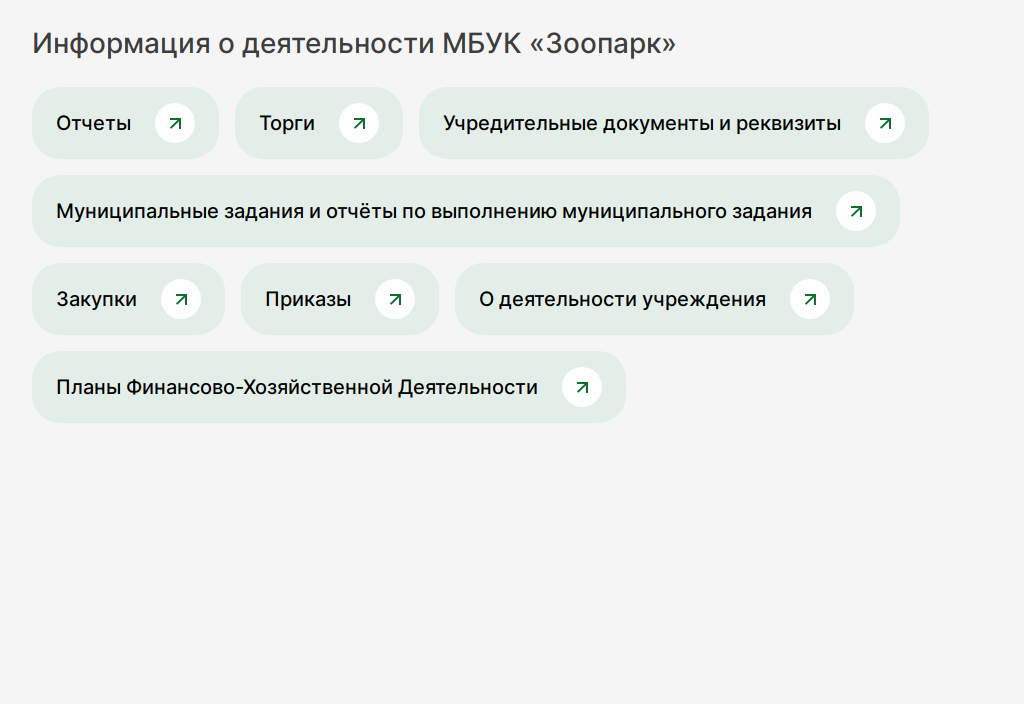 Информация о деятельности МБУК «Зоопарк»
Отчеты
Торги
Учредительные документы и реквизиты
Муниципальные задания и отчёты по выполнению муниципального задания
Закупки
Приказы
О деятельности учреждения
Планы Финансово-Хозяйственной Деятельности